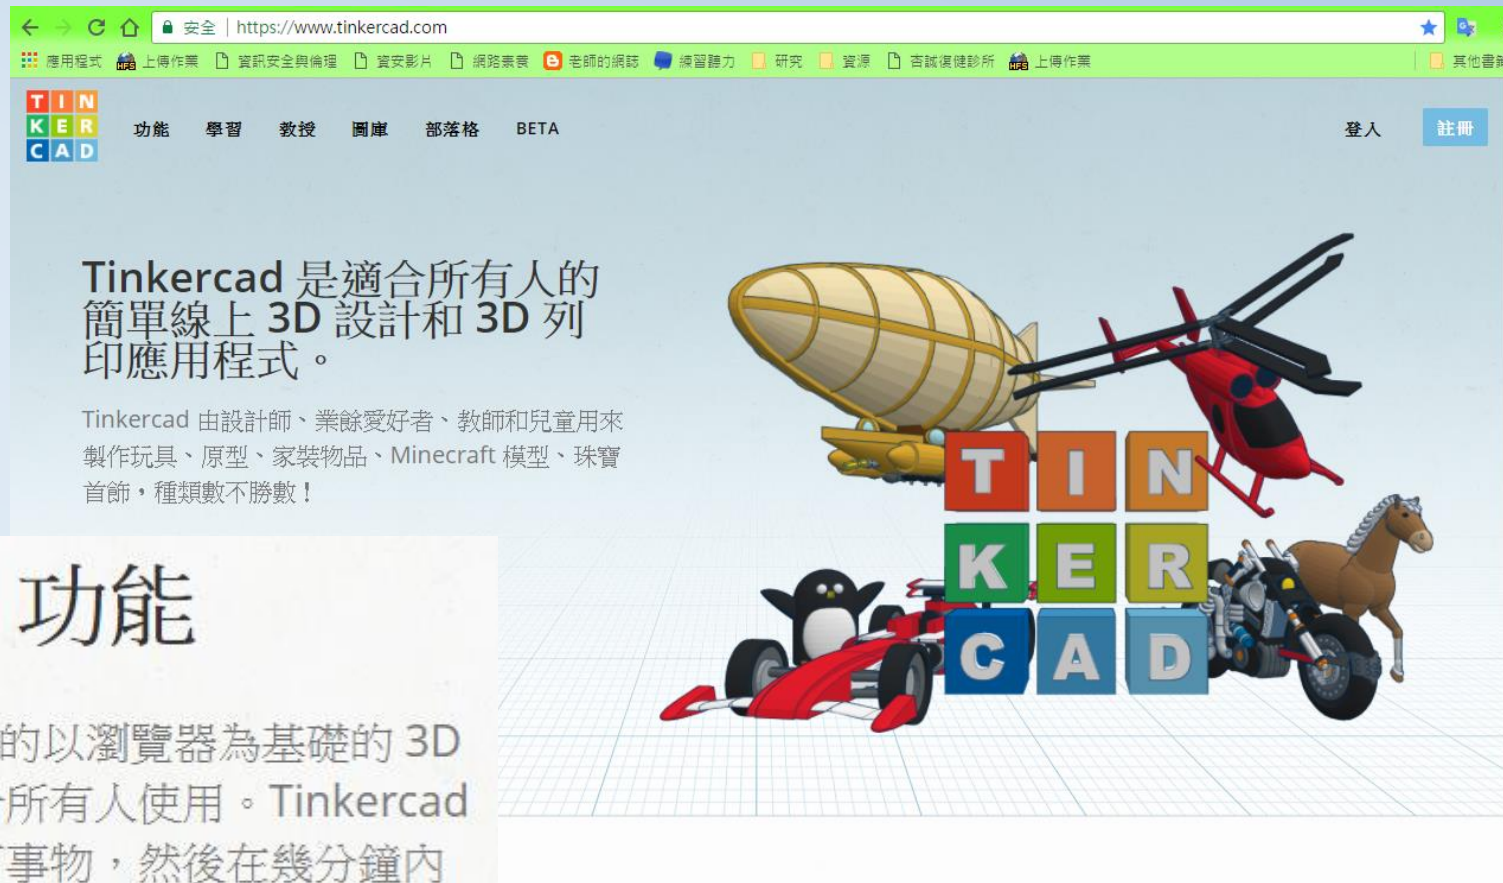 安全 | https://www.tinkercad.com
應用程式 HFS 上傳作業 資訊安全與倫理 資安影片 網路素養 老師的網誌 練習聽力 研究 資源 杏誠復健診所 HFS 上傳作業 其他書
TIN
KER
CAD
功能 學習 教授 圖庫 部落格 BETA 登入 註冊
Tinkercad 是適合所有人的
簡單線上 3D 設計和 3D 列
印應用程式。
Tinkercad 由設計師、業餘愛好者、教師和兒童用來
製作玩具、原型、家裝物品、Minecraft 模型、珠寶
首飾，種類數不勝數！
TIN
KER
CAD
功能
的以瀏覽器為基礎的 3D
所有人使用。Tinkercad
事物，然後在幾分鐘內